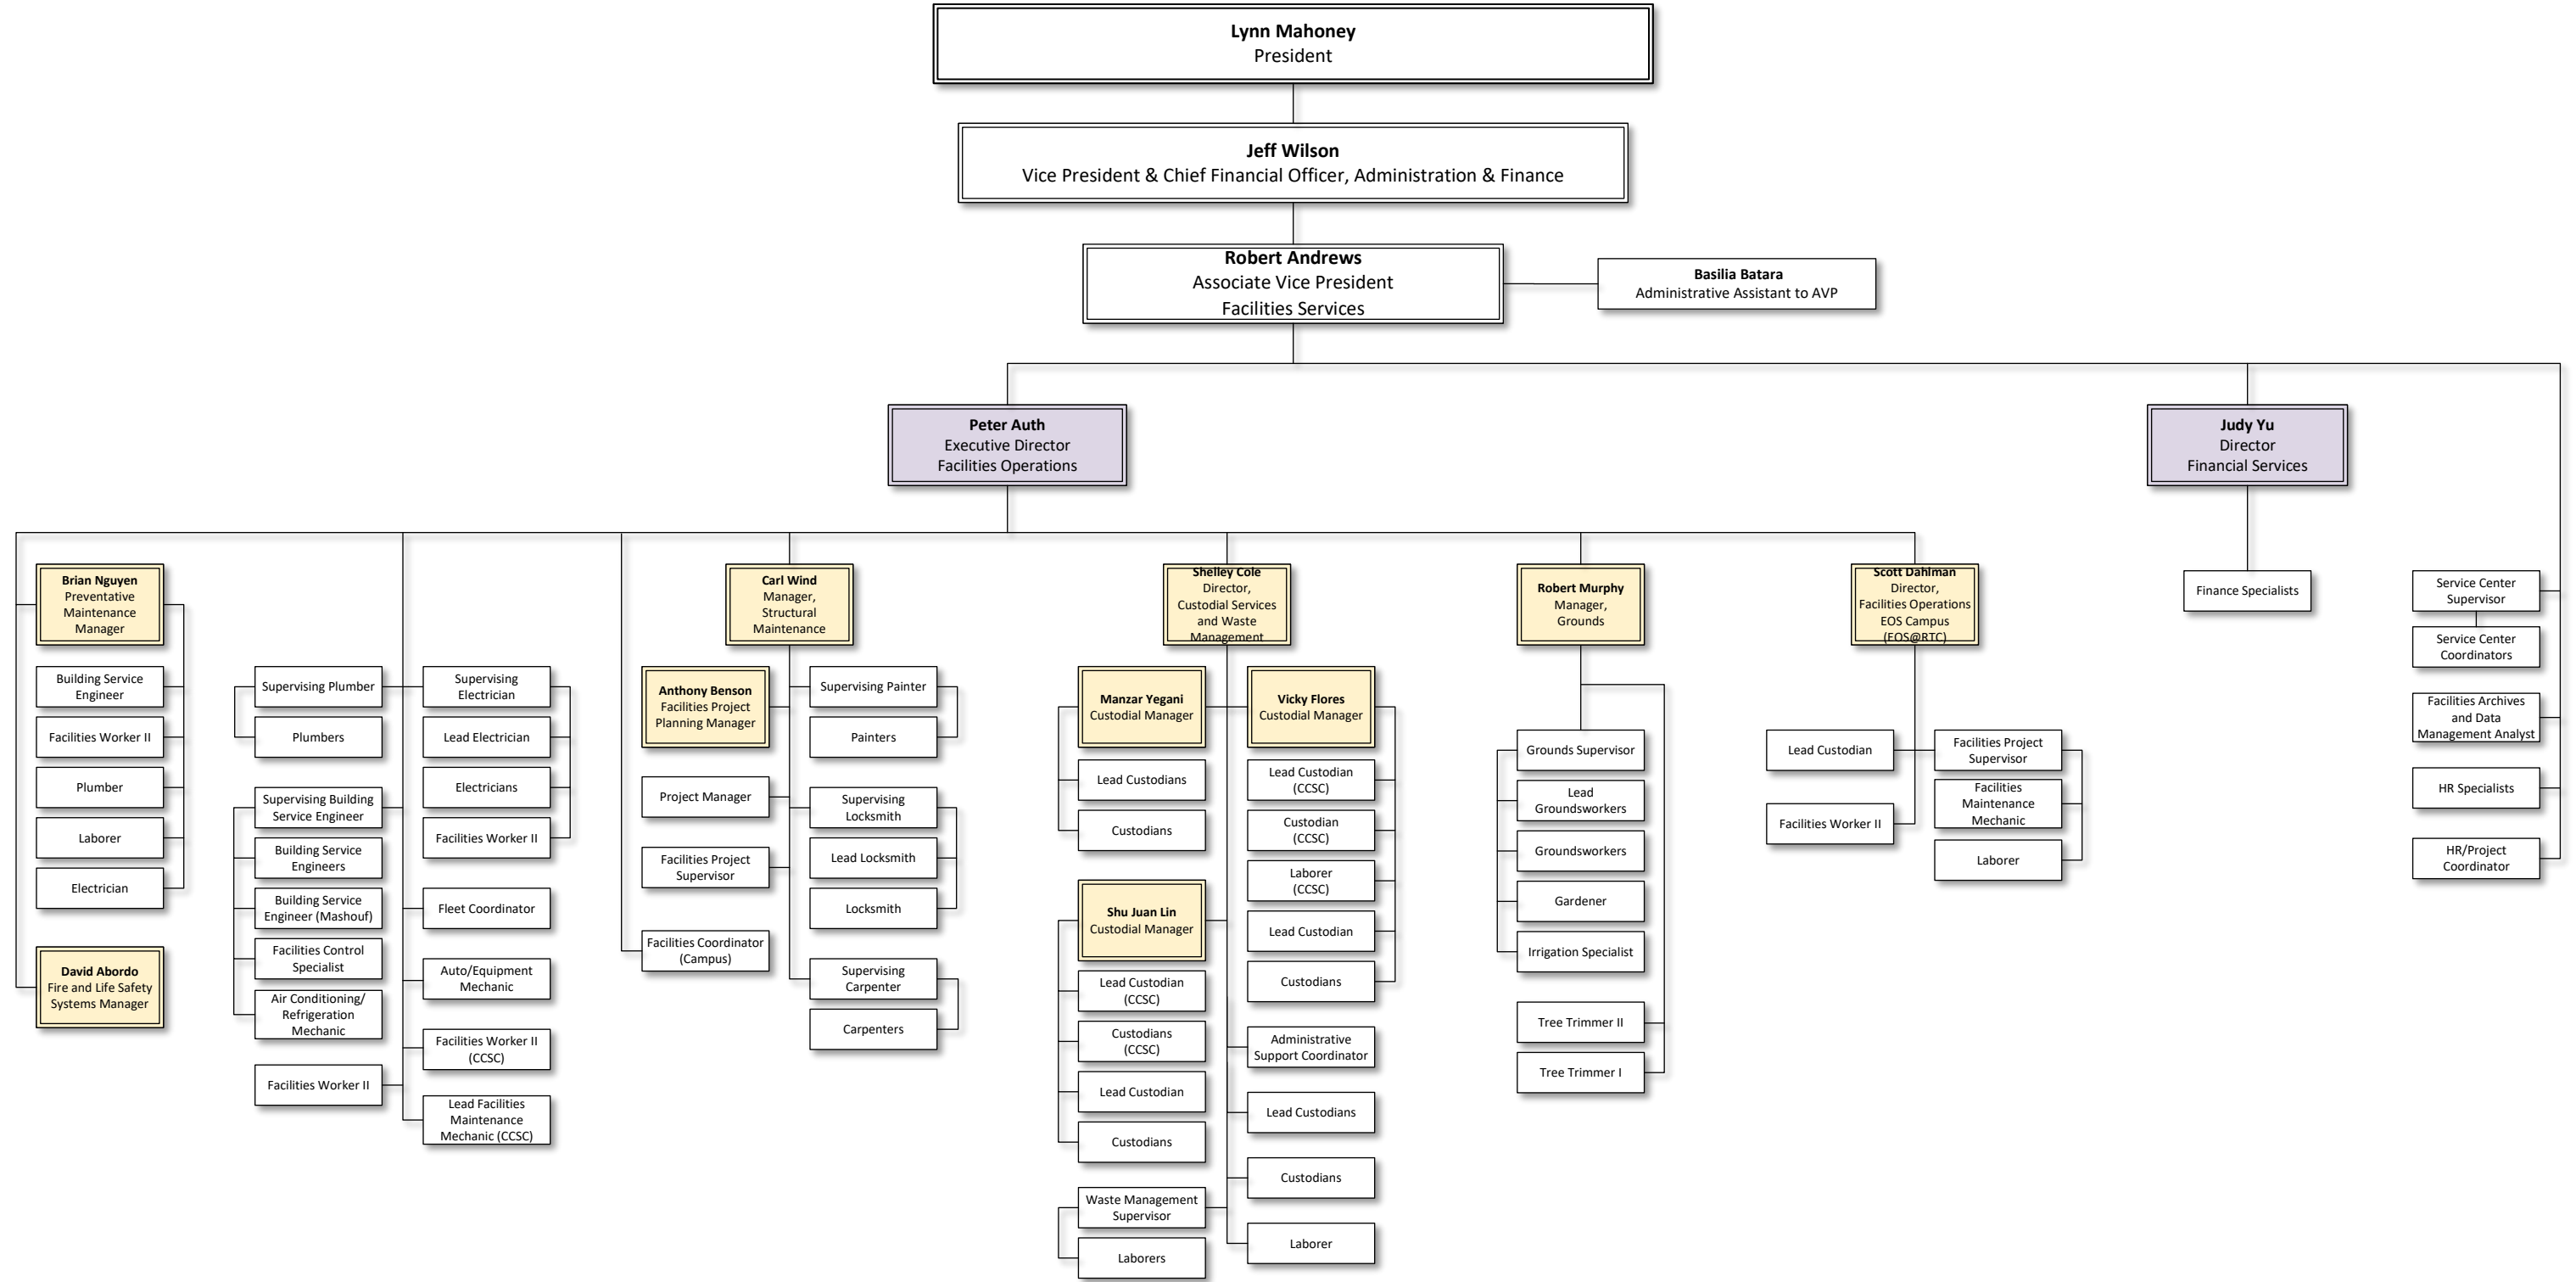 Lynn Mahoney
President
Jeff Wilson
Vice President & Chief Financial Officer, Administration & Finance
Robert Andrews
Associate Vice President
Facilities Services
Basilia Batara
Administrative Assistant to AVP
Peter Auth
Executive Director
Facilities Operations
Judy Yu
Director
Financial Services
Brian Nguyen
Preventative
Maintenance
Manager
Building Service
Engineer
Facilities Worker II
Plumber
Laborer
Electrician
David Abordo
Fire and Life Safety
Systems Manager
Supervising Plumber
Plumbers
Supervising Building
Service Engineer
Building Service
Engineers
Building Service
Engineer (Mashouf)
Facilities Control
Specialist
Air Conditioning/
Refrigeration
Mechanic
Facilities Worker II
Supervising
Electrician
Lead Electrician
Electricians
Facilities Worker II
Fleet Coordinator
Auto/Equipment
Mechanic
Facilities Worker II
(CCSC)
Lead Facilities
Maintenance
Mechanic (CCSC)
Carl Wind
Manager,
Structural
Maintenance
Anthony Benson
Facilities Project
Planning Manager
Project Manager
Facilities Project
Supervisor
Facilities Coordinator
(Campus)
Supervising Painter
Painters
Supervising
Locksmith
Lead Locksmith
Locksmith
Supervising
Carpenter
Carpenters
Shelley Cole
Director,
Custodial Services
and Waste
Management
Manzar Yegani
Custodial Manager
Lead Custodians
Custodians
Shu Juan Lin
Custodial Manager
Lead Custodian
(CCSC)
Custodians
(CCSC)
Lead Custodian
Custodians
Waste Management
Supervisor
Laborers
Vicky Flores
Custodial Manager
Lead Custodian
(CCSC)
Custodian
(CCSC)
Laborer
(CCSC)
Lead Custodian
Custodians
Administrative
Support Coordinator
Lead Custodians
Custodians
Laborer
Robert Murphy
Manager,
Grounds
Grounds Supervisor
Lead
Groundsworkers
Groundsworkers
Gardener
Irrigation Specialist
Tree Trimmer II
Tree Trimmer I
Scott Dahlman
Director,
Facilities Operations
EOS Campus
(EOS@RTC)
Lead Custodian
Facilities Worker II
Facilities Project
Supervisor
Facilities
Maintenance
Mechanic
Laborer
Finance Specialists
Service Center
Supervisor
Service Center
Coordinators
Facilities Archives
and Data
Management Analyst
HR Specialists
HR/Project
Coordinator